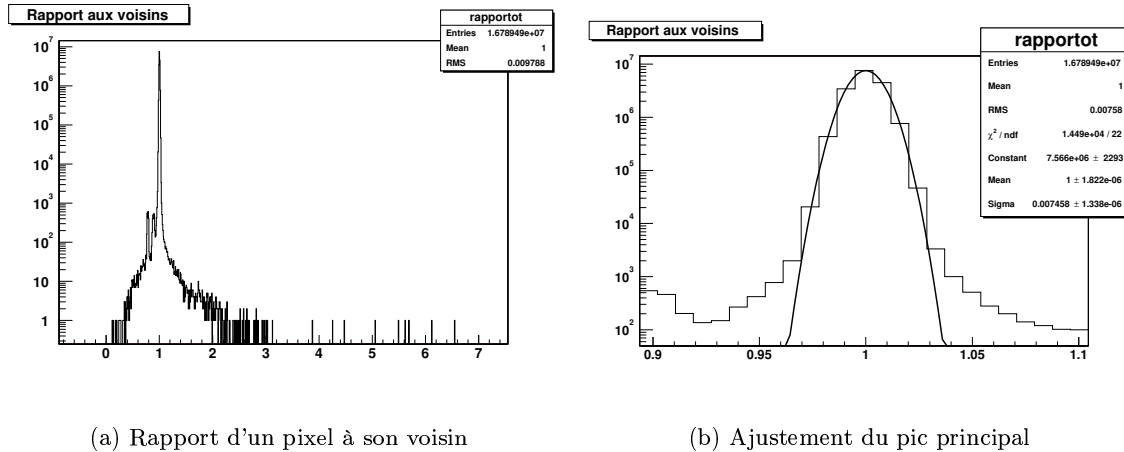 Rapport aux voisins
rapportot
Entries 1.678949e+07
Mean 1
RMS 0.009788
10^7
10^6
10^5
10^4
10^3
10^2
10
1
0 1 2 3 4 5 6 7
(a) Rapport d'un pixel à son voisin
Rapport aux voisins
rapportot
Entries 1.678949e+07
Mean 1
RMS 0.00758
χ² / ndf 1.449e+04 / 22
Constant 7.566e+06 ± 2293
Mean 1 ± 1.822e-06
Sigma 0.007458 ± 1.338e-06
10^7
10^6
10^5
10^4
10^3
10^2
0.9 0.95 1 1.05 1.1
(b) Ajustement du pic principal